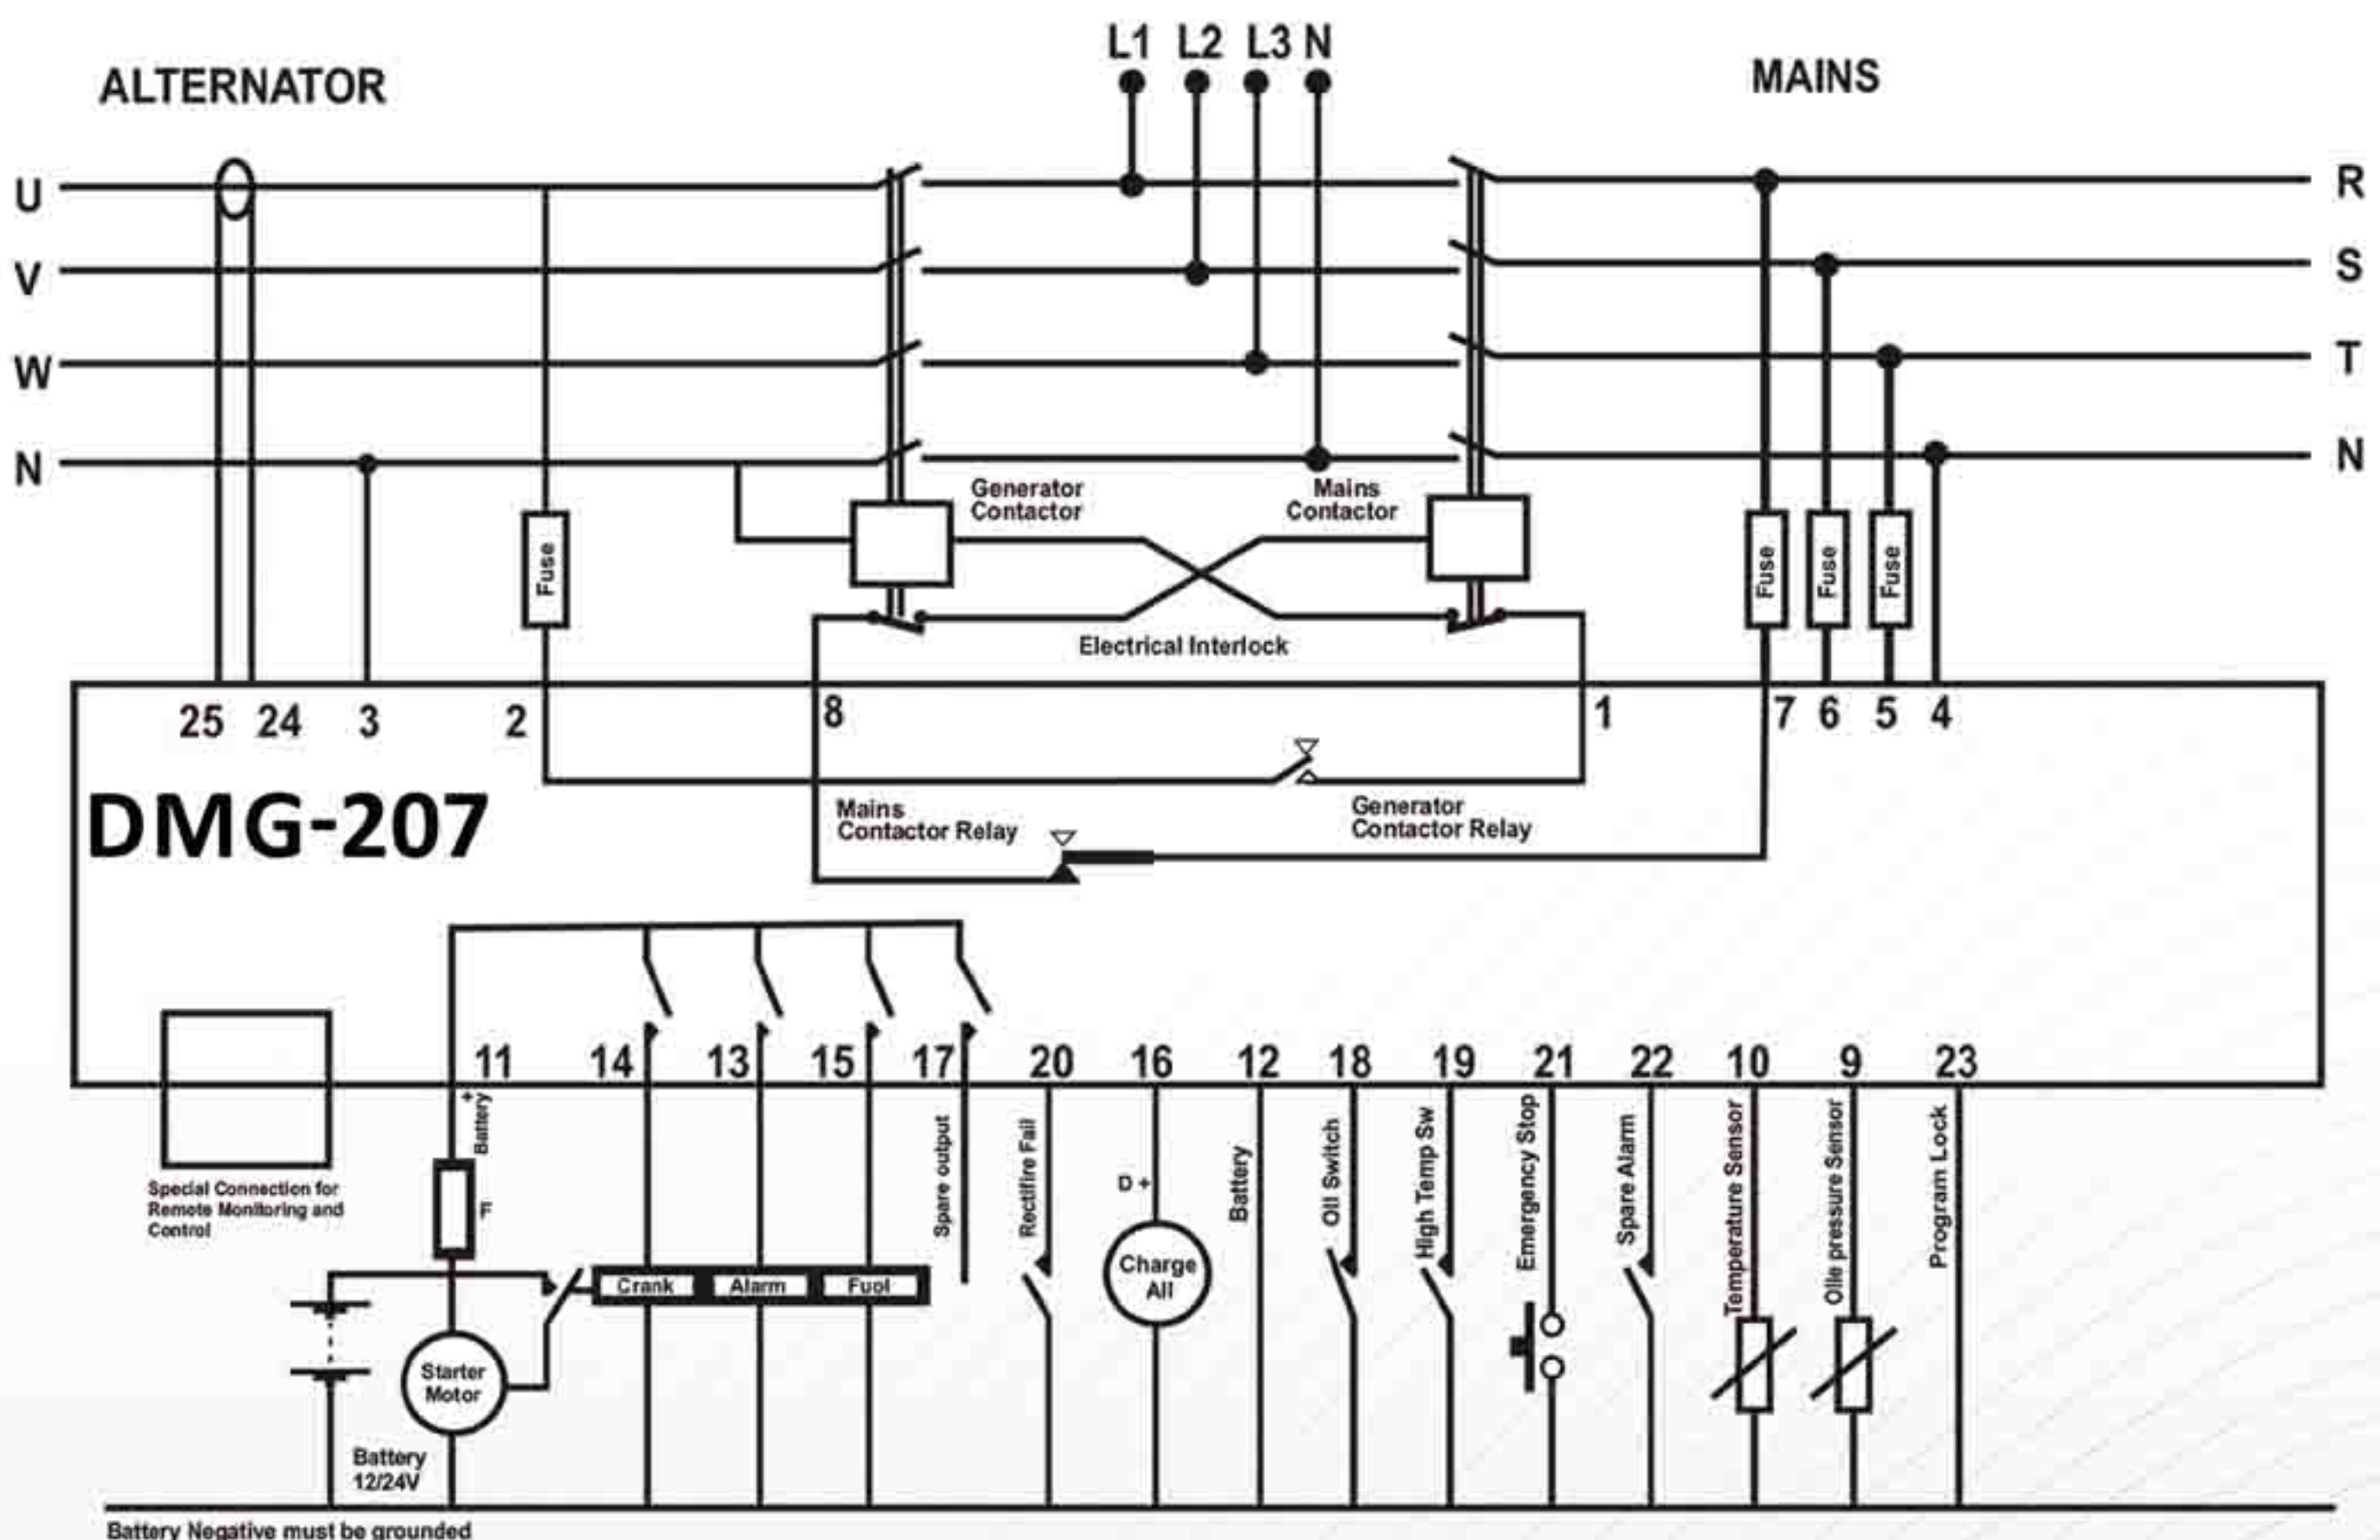 L1 L2 L3 N
ALTERNATOR
MAINS
U
R
V
S
W
T
N
N
Generator
Contactor
Mains
Contactor
Fuse
Fuse
Fuse
Fuse
Electrical Interlock
25 24 3 2 8 1 7 6 5 4
DMG-207
Mains
Contactor Relay
Generator
Contactor Relay
11 14 13 15 17 20 16 12 18 19 21 22 10 9 23
+
Battery
F
Spare output
Rectifire Fail
D +
Charge
All
Battery
OIl Switch
High Temp Sw
Emergency Stop
Spare Alarm
Temperature Sensor
Olle pressure Sensor
Program Lock
Special Connection for
Remote Monitoring and
Control
Crank
Alarm
Fuol
Starter
Motor
Battery
12/24V
Battery Negative must be grounded